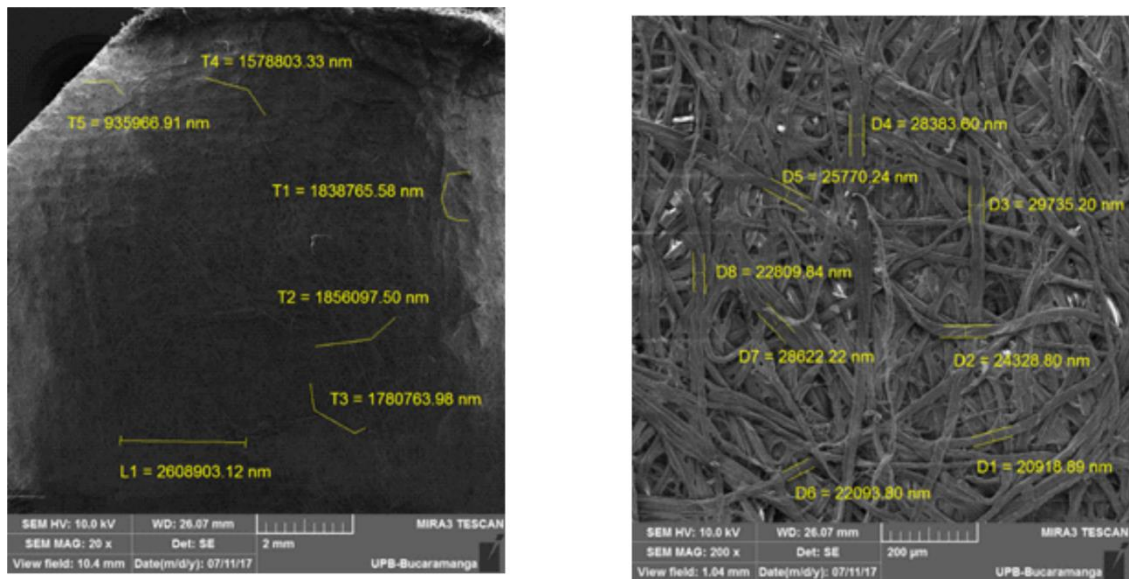 T4 = 1578803.33 nm
T5 = 935966.91 nm
T1 = 1838765.58 nm
T2 = 1856097.50 nm
T3 = 1780763.98 nm
L1 = 2608903.12 nm
SEM HV: 10.0 kV WD: 26.07 mm MIRA3 TESCAN
SEM MAG: 20 x Det: SE 2 mm
View field: 10.4 mm Date(m/d/y): 07/11/17 UPB-Bucaramanga
D4 = 28383.60 nm
D5 = 25770.24 nm
D3 = 29735.20 nm
D8 = 22809.84 nm
D7 = 28622.22 nm
D2 = 24328.80 nm
D1 = 20918.89 nm
D6 = 22093.80 nm
SEM HV: 10.0 kV WD: 26.07 mm MIRA3 TESCAN
SEM MAG: 200 x Det: SE 200 µm
View field: 1.04 mm Date(m/d/y): 07/11/17 UPB-Bucaramanga